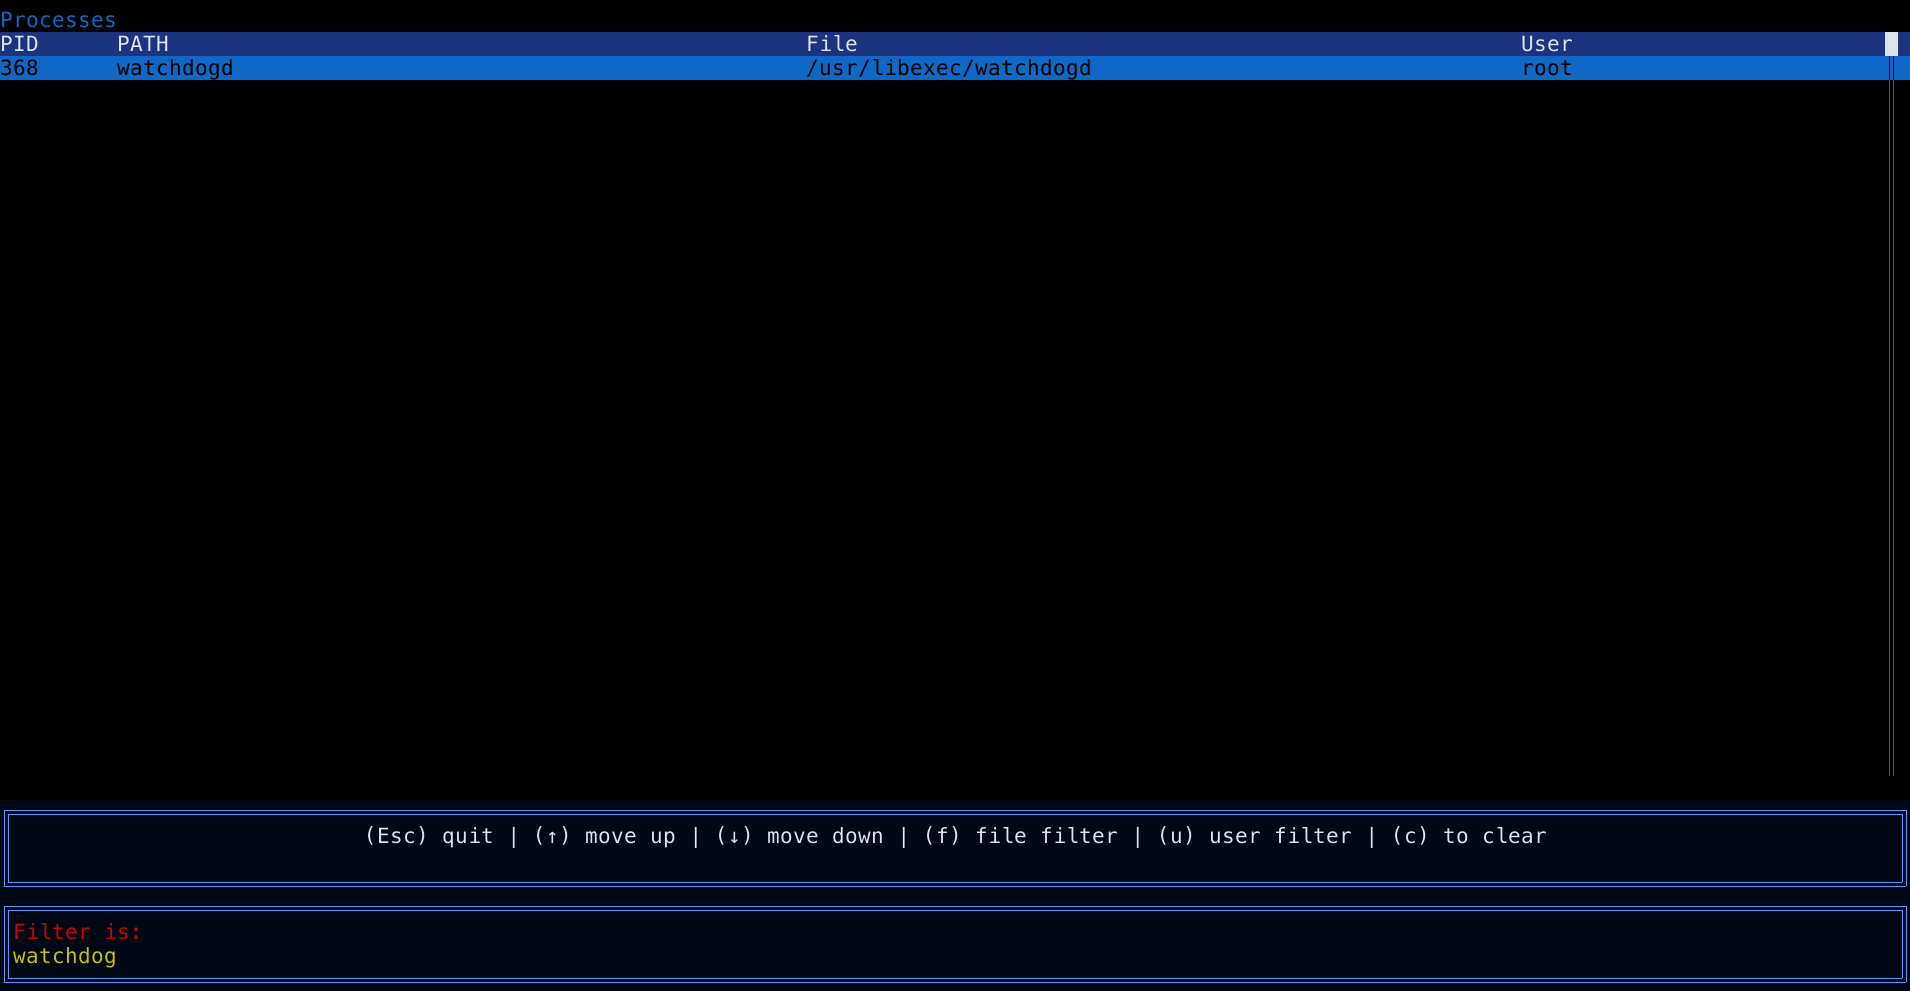 Processes
PID PATH File User
368 watchdogd /usr/libexec/watchdogd root
(Esc) quit | (↑) move up | (↓) move down | (f) file filter | (u) user filter | (c) to clear
Filter is:
watchdog